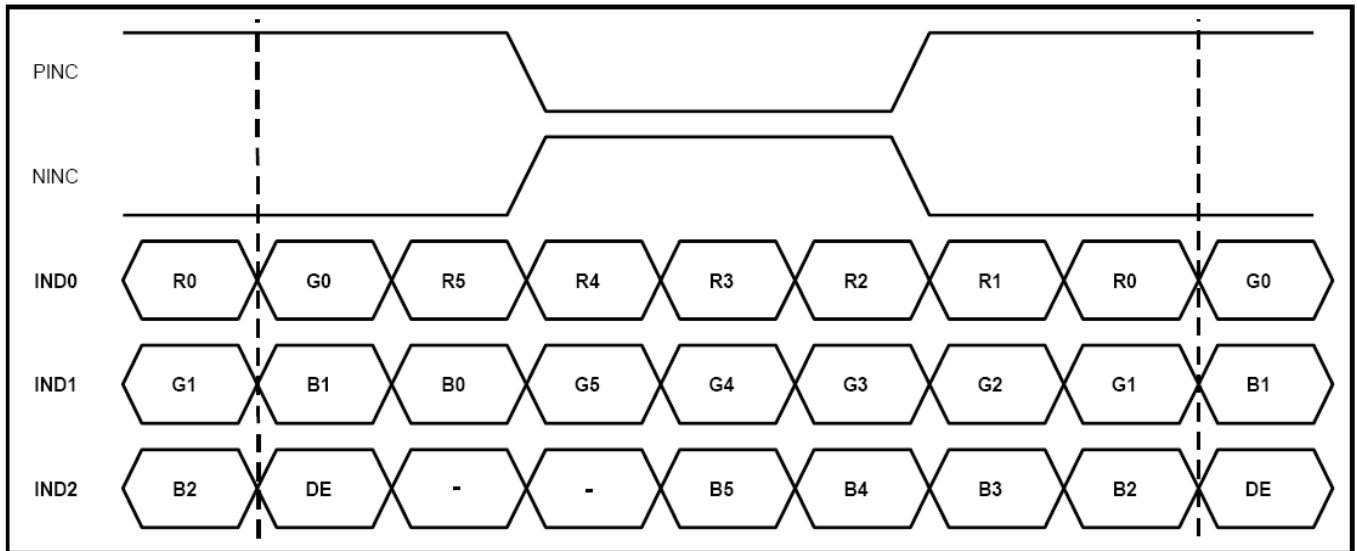 PINC
NINC
IND0 R0 G0 R5 R4 R3 R2 R1 R0 G0
IND1 G1 B1 B0 G5 G4 G3 G2 G1 B1
IND2 B2 DE - - B5 B4 B3 B2 DE